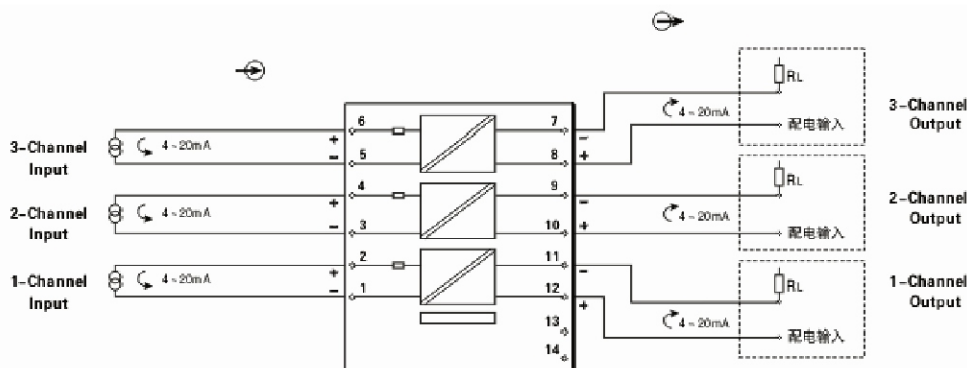 3-Channel
Input
4~20mA
+
-
6
5
7
8
-
+
4~20mA
RL
配电输入
3-Channel
Output
2-Channel
Input
4~20mA
+
-
4
3
9
10
-
+
4~20mA
RL
配电输入
2-Channel
Output
1-Channel
Input
4~20mA
+
-
2
1
11
12
13
14
-
+
4~20mA
RL
配电输入
1-Channel
Output